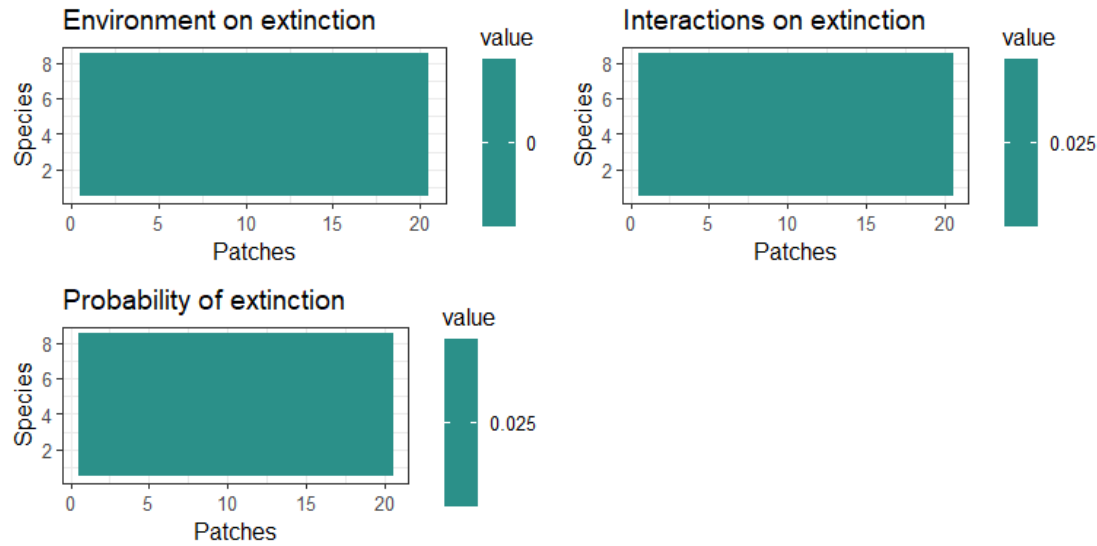 Environment on extinction
value
8
6
4
2
Species
0
0
5
10
15
20
Patches
Interactions on extinction
value
8
6
4
2
Species
0.025
0
5
10
15
20
Patches
Probability of extinction
value
8
6
4
2
Species
0.025
0
5
10
15
20
Patches